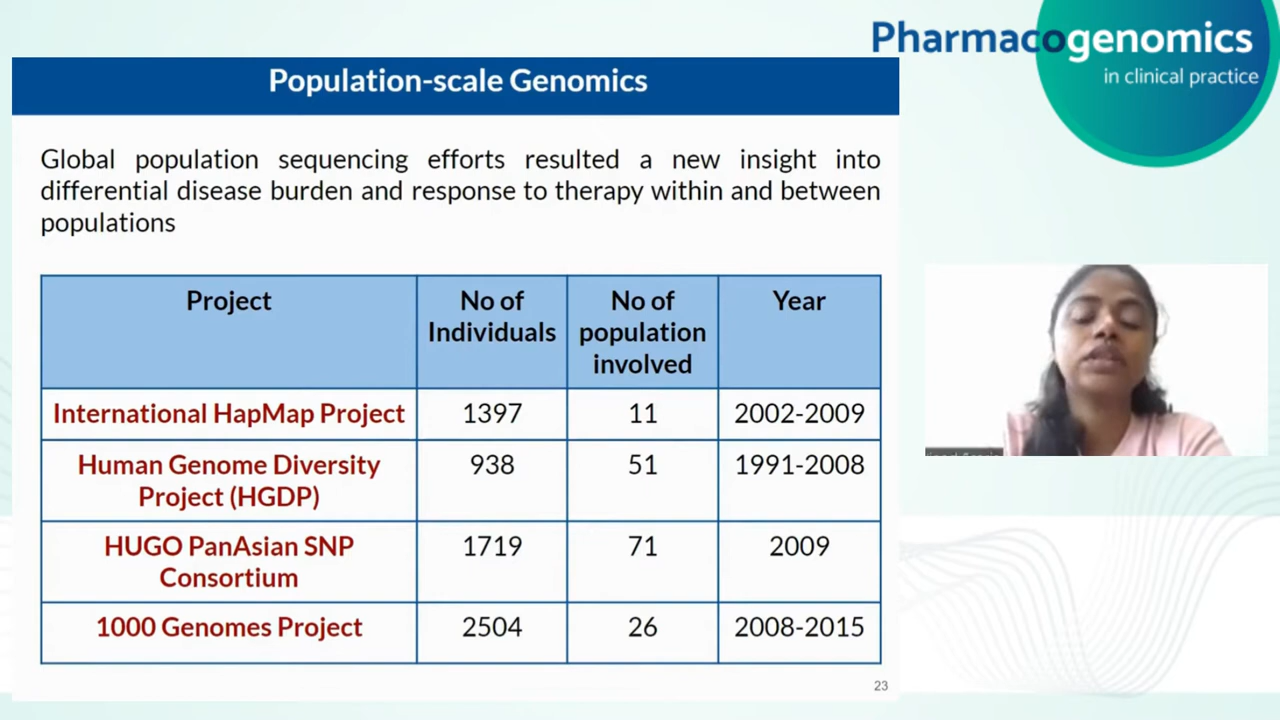 Pharmacogenomics
in clinical practice
Population-scale Genomics
Global population sequencing efforts resulted a new insight into
differential disease burden and response to therapy within and between
populations
Project
No of
Individuals
No of
population
involved
Year
International HapMap Project
1397
11
2002-2009
Human Genome Diversity
Project (HGDP)
938
51
1991-2008
HUGO PanAsian SNP
Consortium
1719
71
2009
1000 Genomes Project
2504
26
2008-2015
23